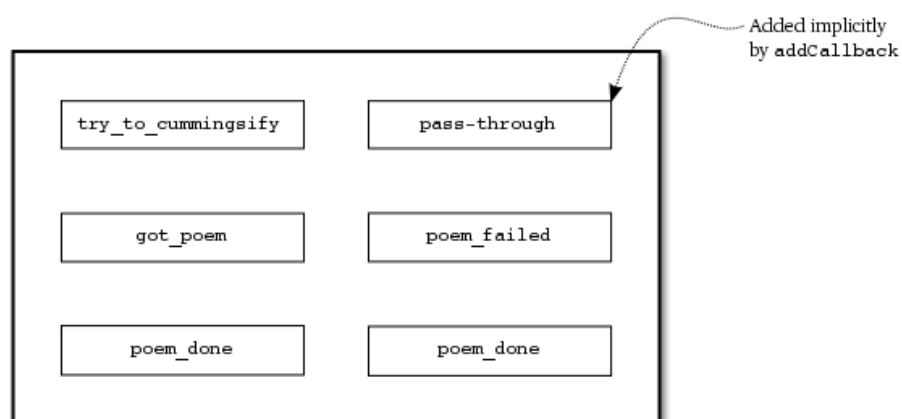 Added implicitly
by addCallback
try_to_cummingsify
pass-through
got_poem
poem_failed
poem_done
poem_done